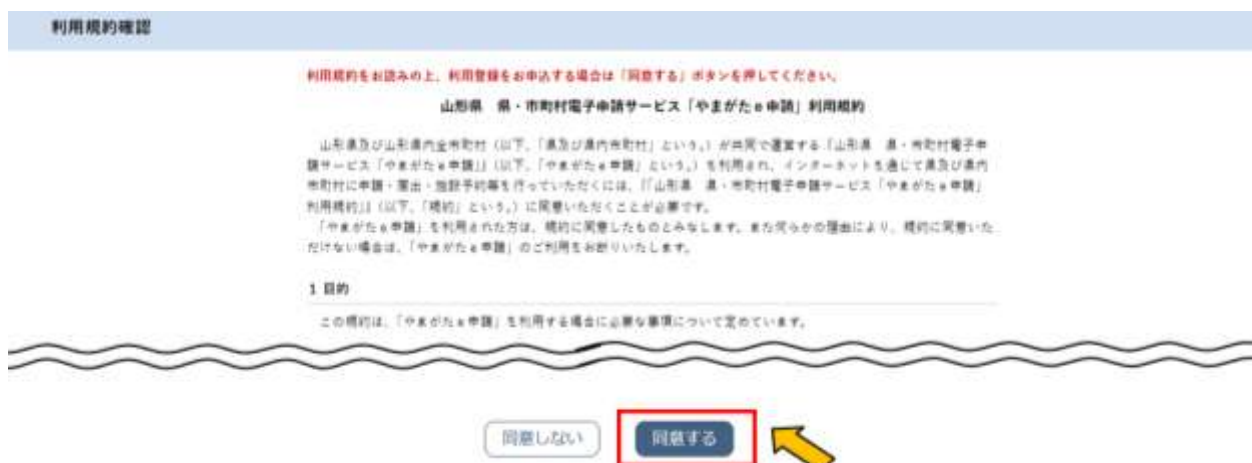 利用規約確認
利用規約をお読みの上、利用登録をお申込する場合は「同意する」ボタンを押してください。
山形県 県・市町村電子申請サービス「やまがたｅ申請」利用規約
山形県及び山形県内全市町村（以下、「県及び県内市町村」という。）が共同で運営する「山形県 県・市町村電子申
請サービス「やまがたｅ申請」」（以下、「やまがたｅ申請」という。）を利用され、インターネットを通じて県及び県内
市町村に申請・届出・施設予約等を行っていただくには、「「山形県 県・市町村電子申請サービス「やまがたｅ申請」
利用規約」」（以下、「規約」という。）に同意いただくことが必要です。
「やまがたｅ申請」を利用された方は、規約に同意したものとみなします。また何らかの理由により、規約に同意いた
だけない場合は、「やまがたｅ申請」のご利用をお断りいたします。
1 目的
この規約は、「やまがたｅ申請」を利用する場合に必要な事項について定めています。
同意しない
同意する